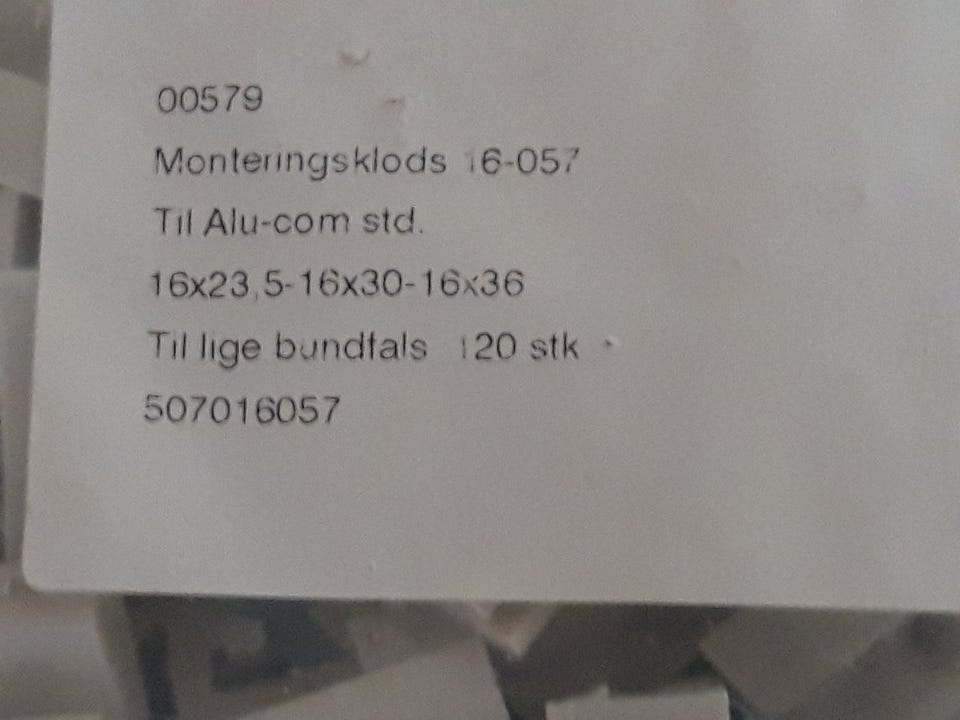 00579
Monteringsklods 16-057
Til Alu-com std.
16x23,5-16x30-16x36
Til lige bundfals 120 stk
507016057